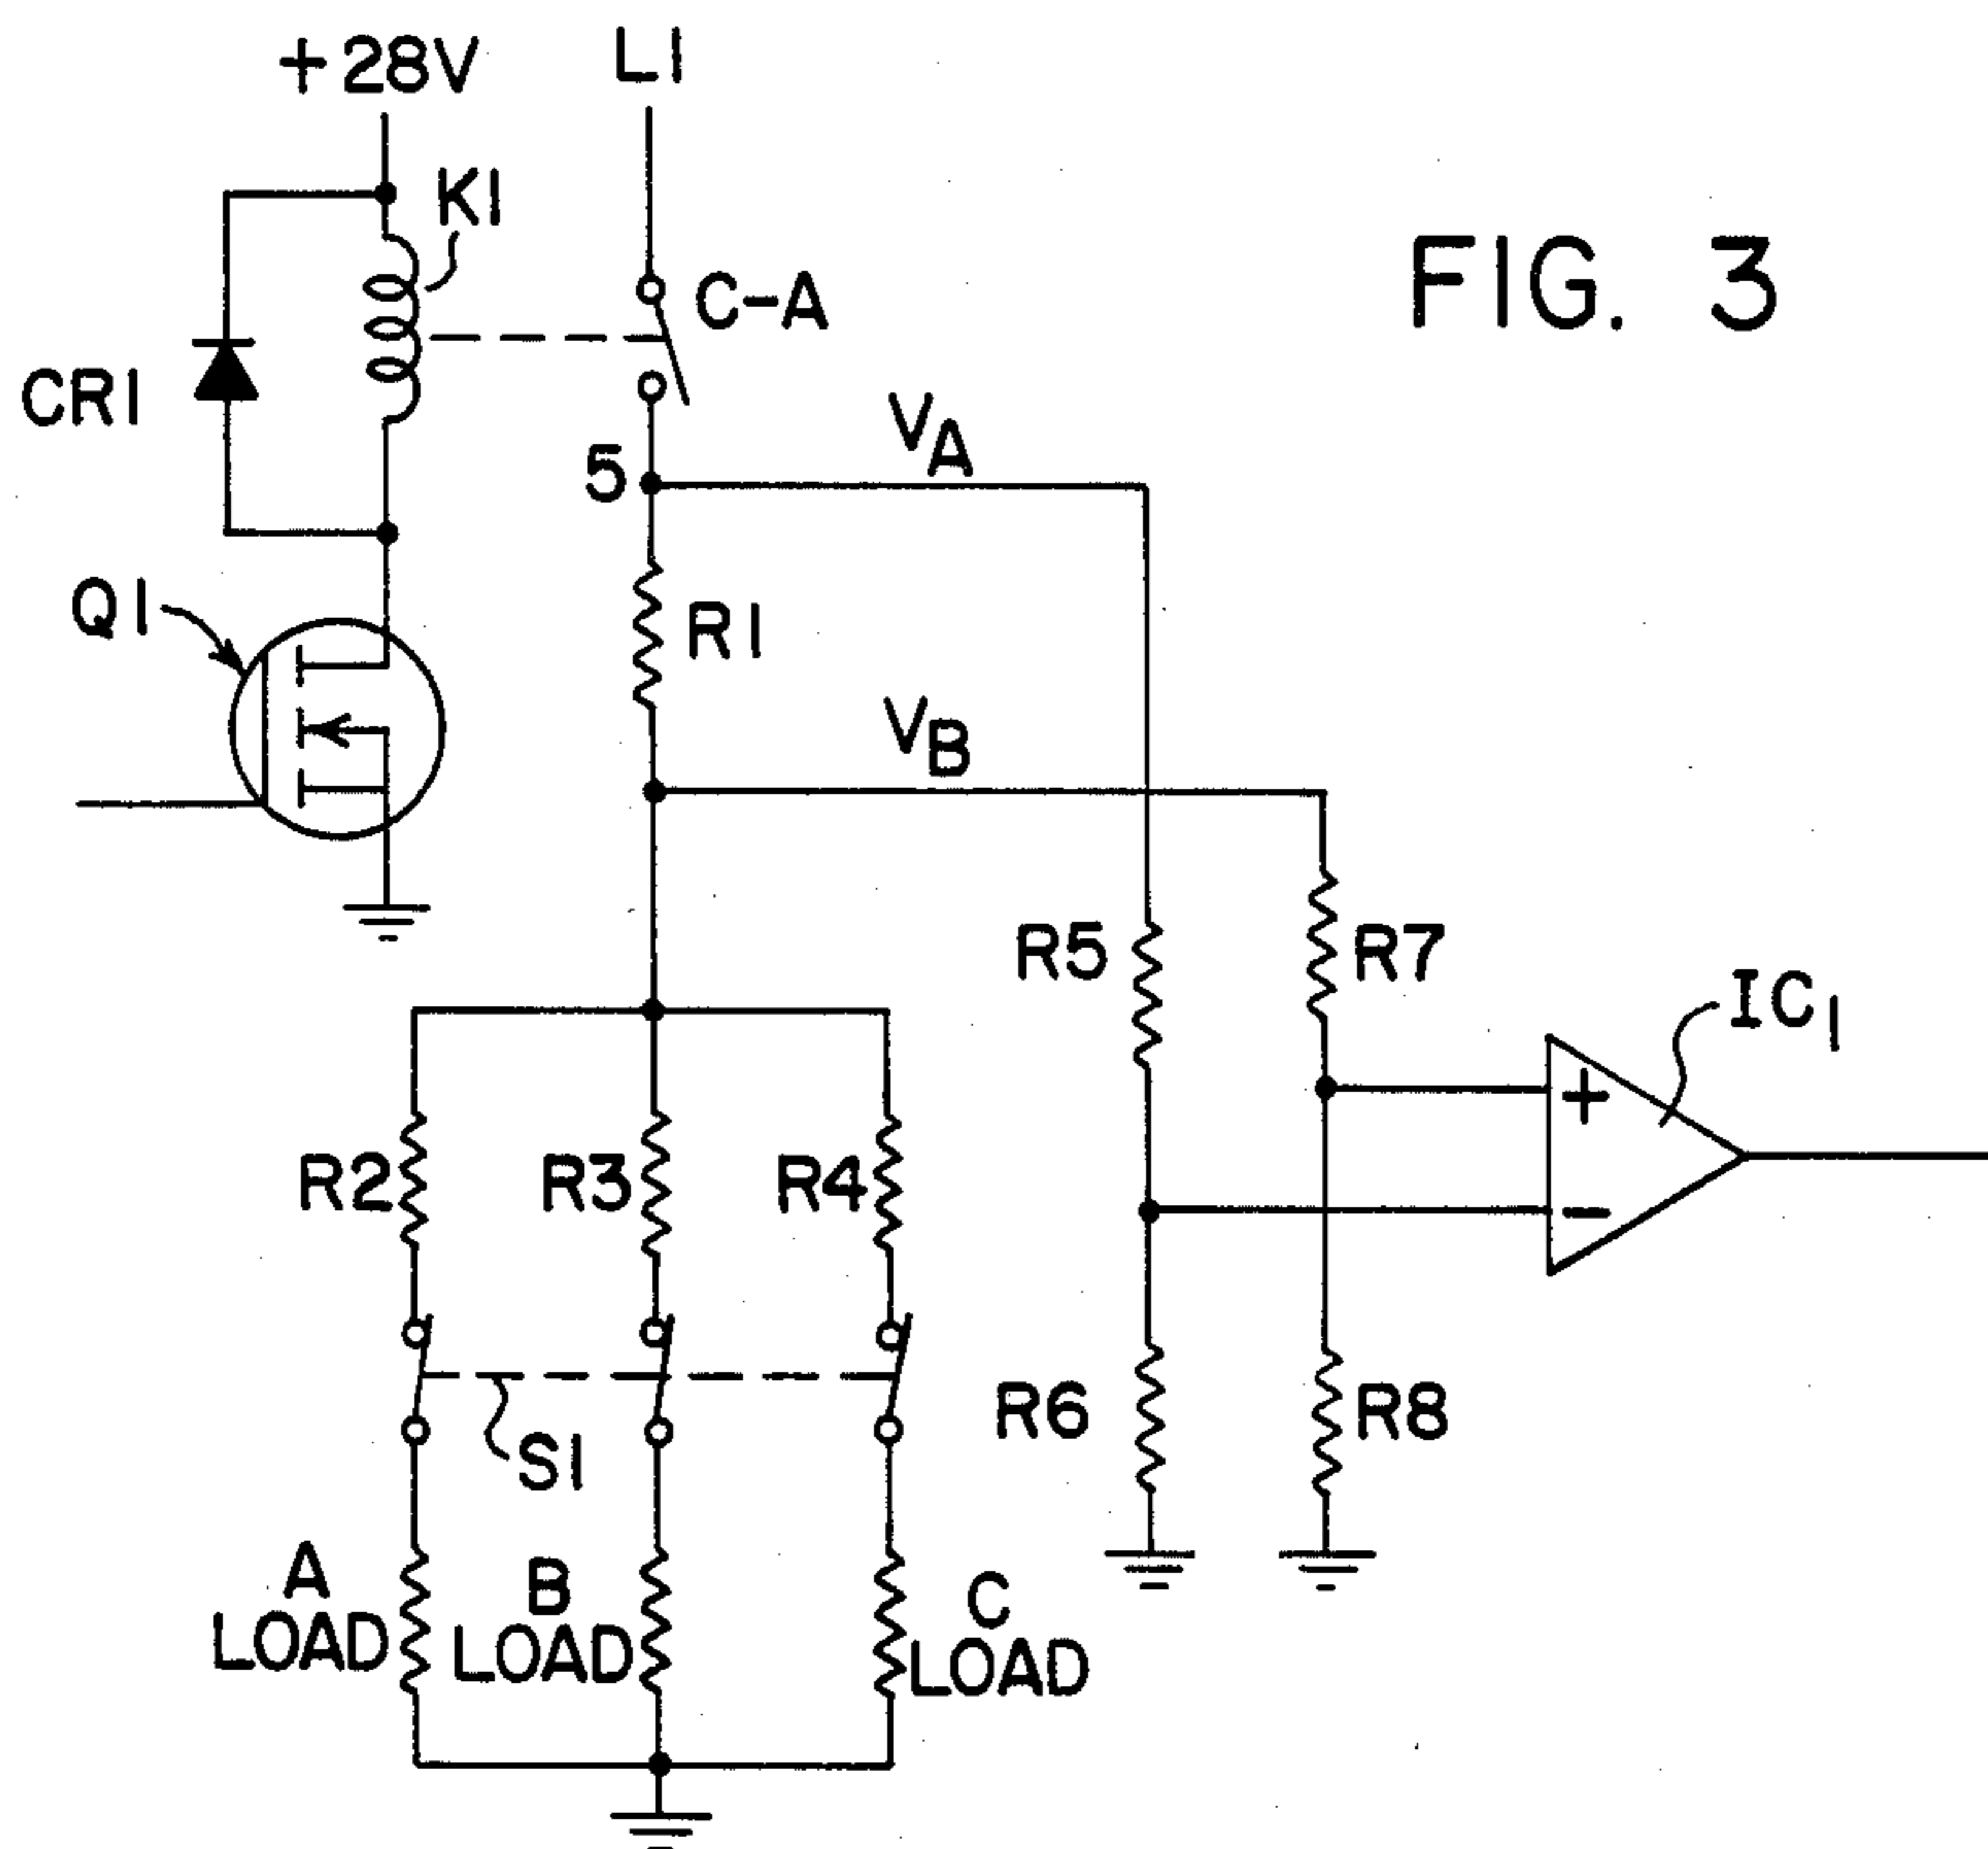 +28V
L1
K1
C-A
FIG. 3
CR1
VA
5
Q1
R1
VB
R5
R7
IC1
+
R2
R3
R4
-
R6
R8
S1
A
LOAD
B
LOAD
C
LOAD